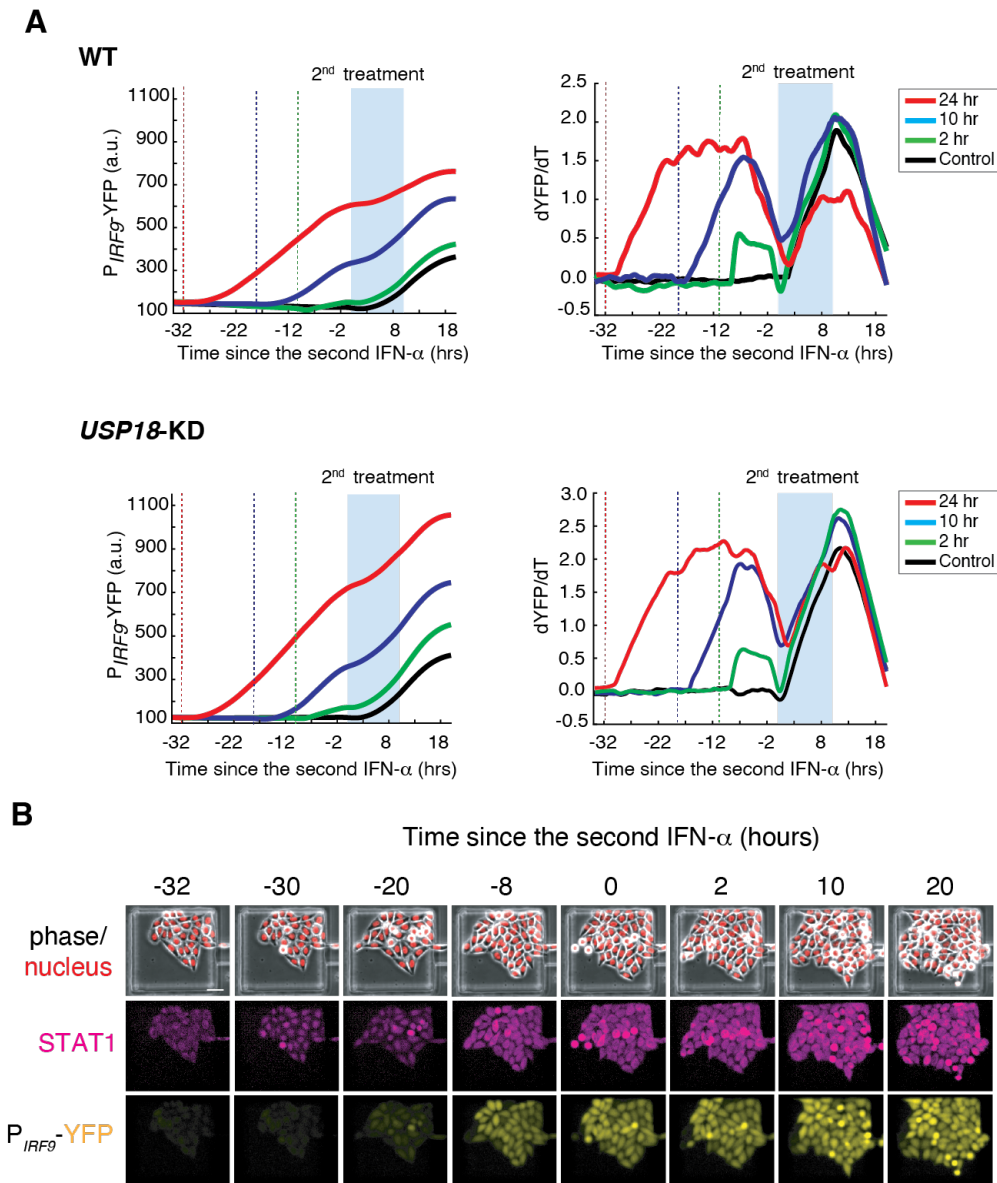 A
WT
2nd treatment
1100
900
700
500
300
100
PIRF9-YFP (a.u.)
-32 -22 -12 -2 8 18
Time since the second IFN-α (hrs)
2nd treatment
2.5
2.0
1.5
1.0
0.5
0.0
-0.5
dYFP/dT
-32 -22 -12 -2 8 18
Time since the second IFN-α (hrs)
24 hr
10 hr
2 hr
Control
USP18-KD
2nd treatment
1100
900
700
500
300
100
PIRF9-YFP (a.u.)
-32 -22 -12 -2 8 18
Time since the second IFN-α (hrs)
2nd treatment
3.0
2.5
2.0
1.5
1.0
0.5
0.0
-0.5
dYFP/dT
-32 -22 -12 -2 8 18
Time since the second IFN-α (hrs)
24 hr
10 hr
2 hr
Control
B
Time since the second IFN-α (hours)
-32 -30 -20 -8 0 2 10 20
phase/
nucleus
STAT1
PIRF9-YFP